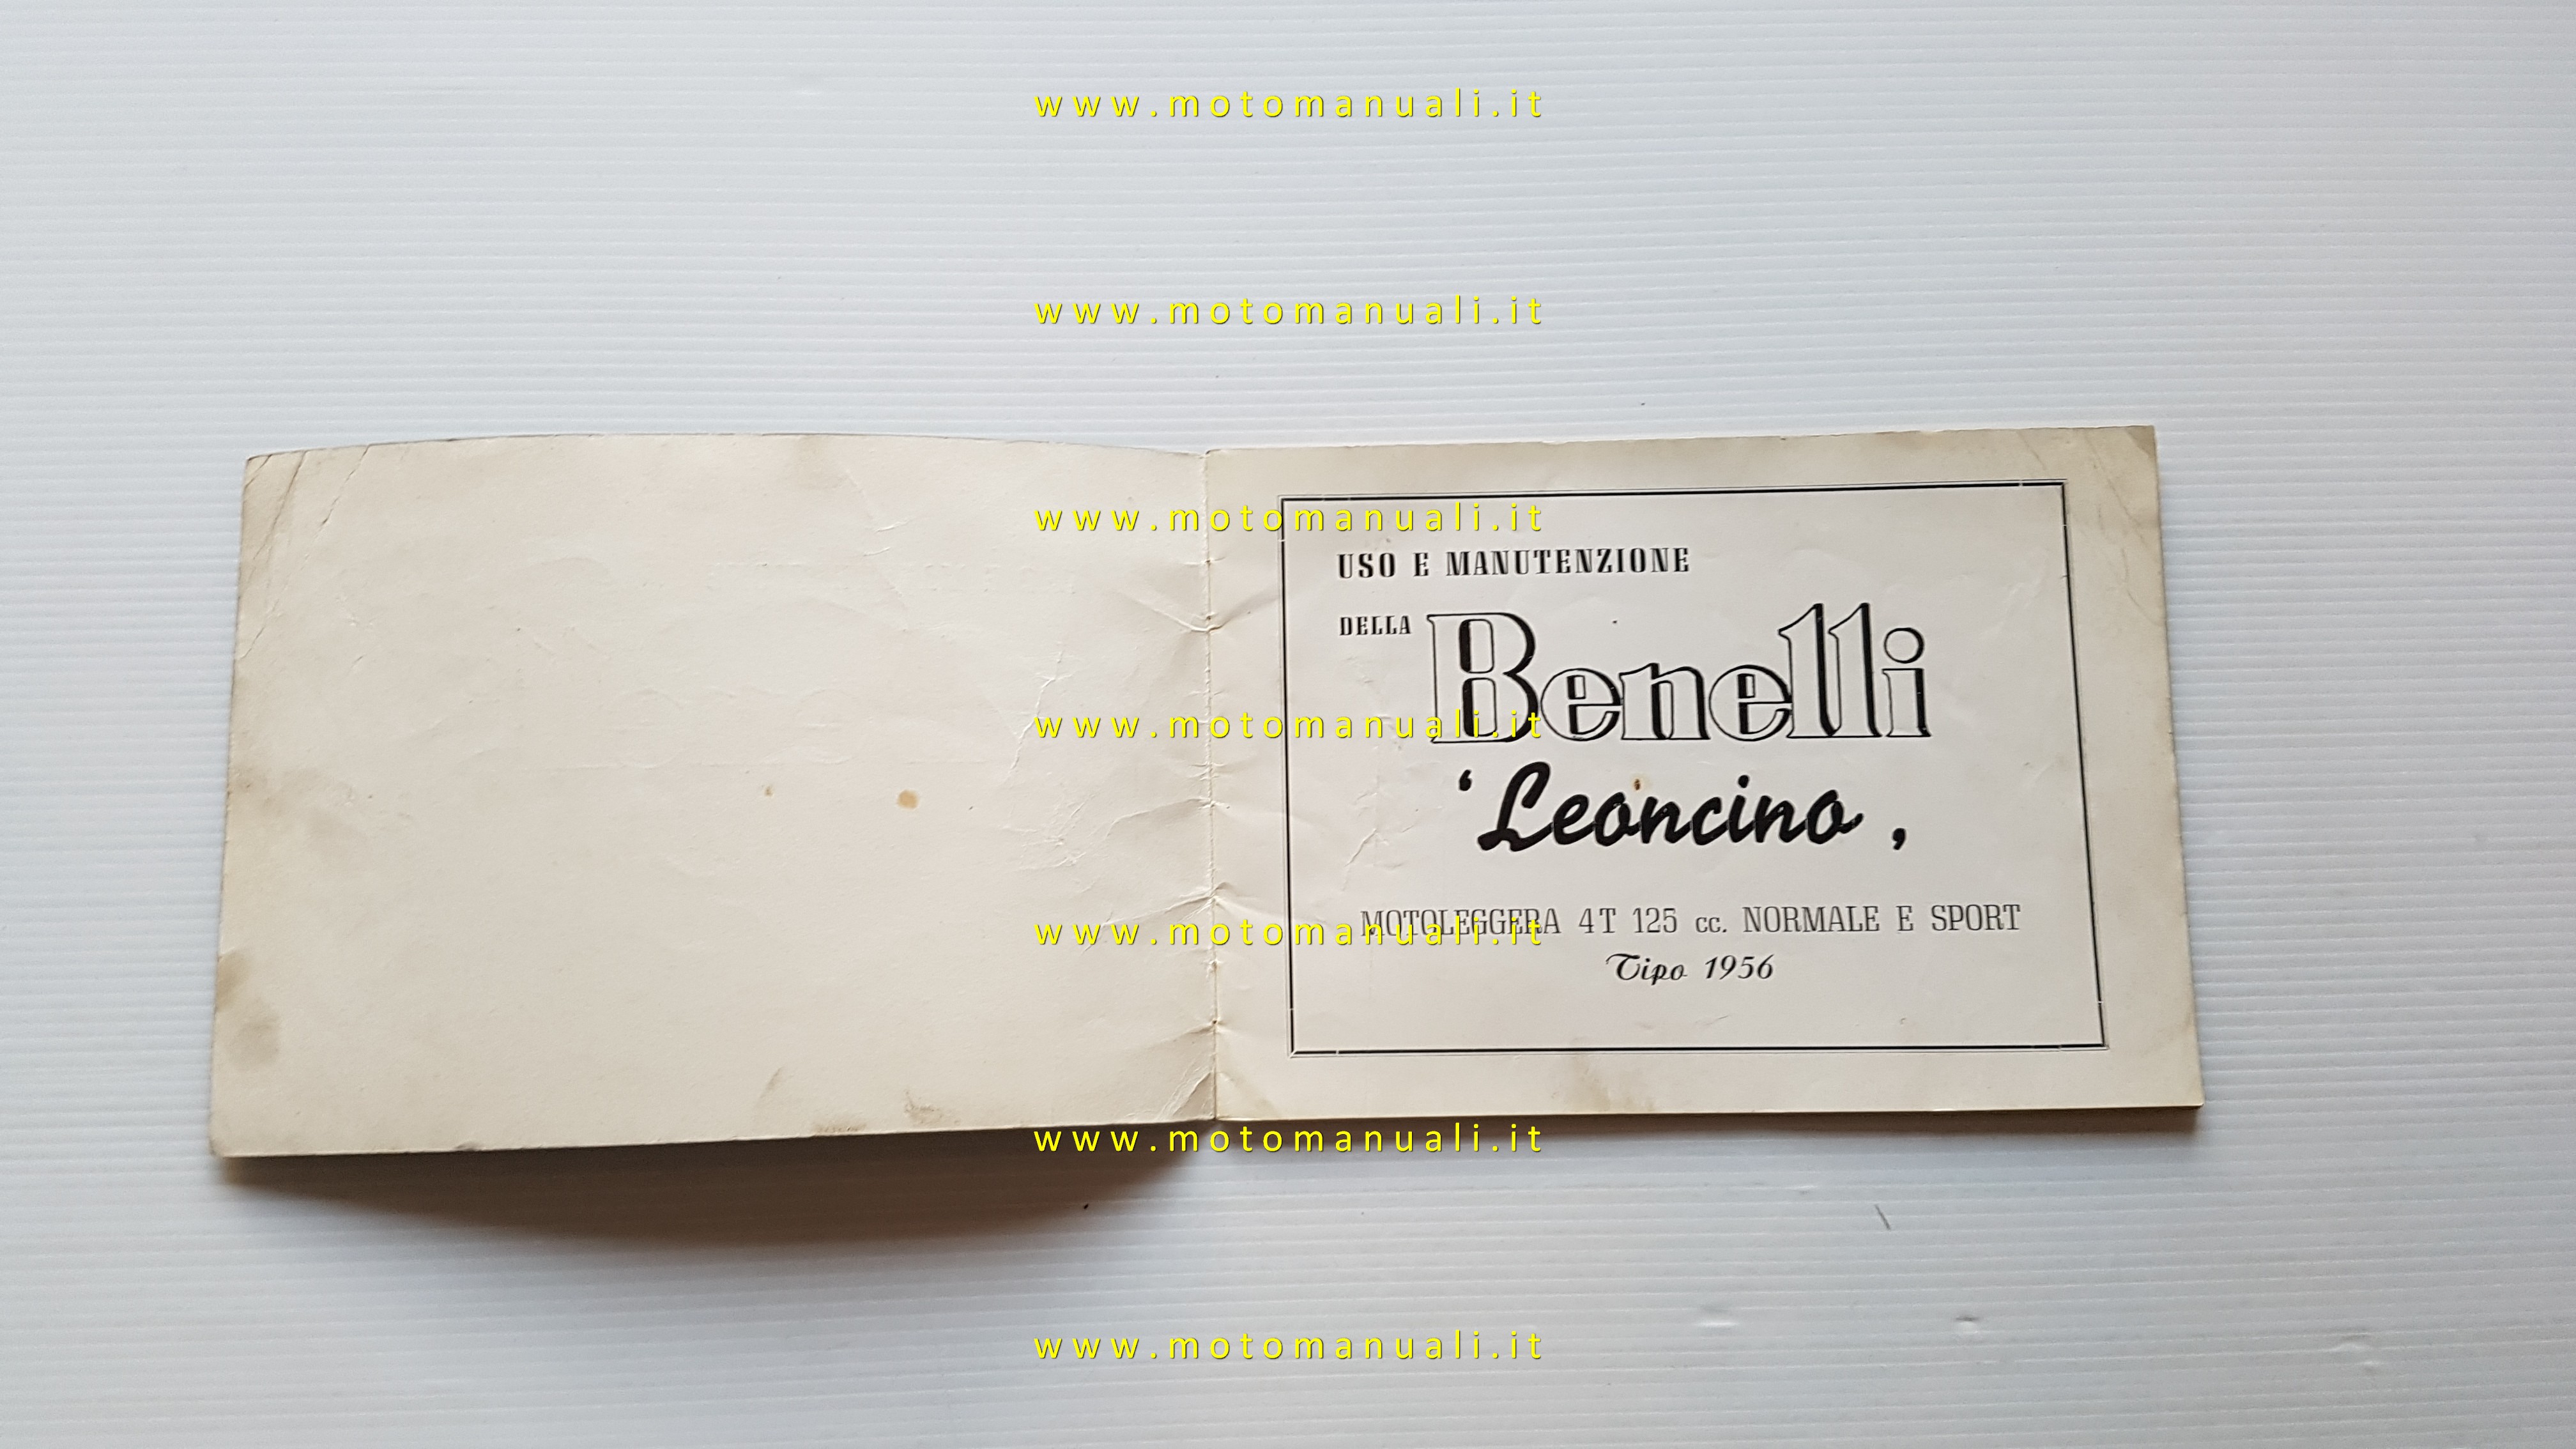 www.motomanuali.it
www.motomanuali.it
www.motomanuali.it
USO E MANUTENZIONE
DELLA Benelli
www.motomanuali.it
‘Leoncino,
MOTOLEGGERA 4T 125 cc. NORMALE E SPORT
www.motomanuali.it
Tipo 1956
www.motomanuali.it
www.motomanuali.it